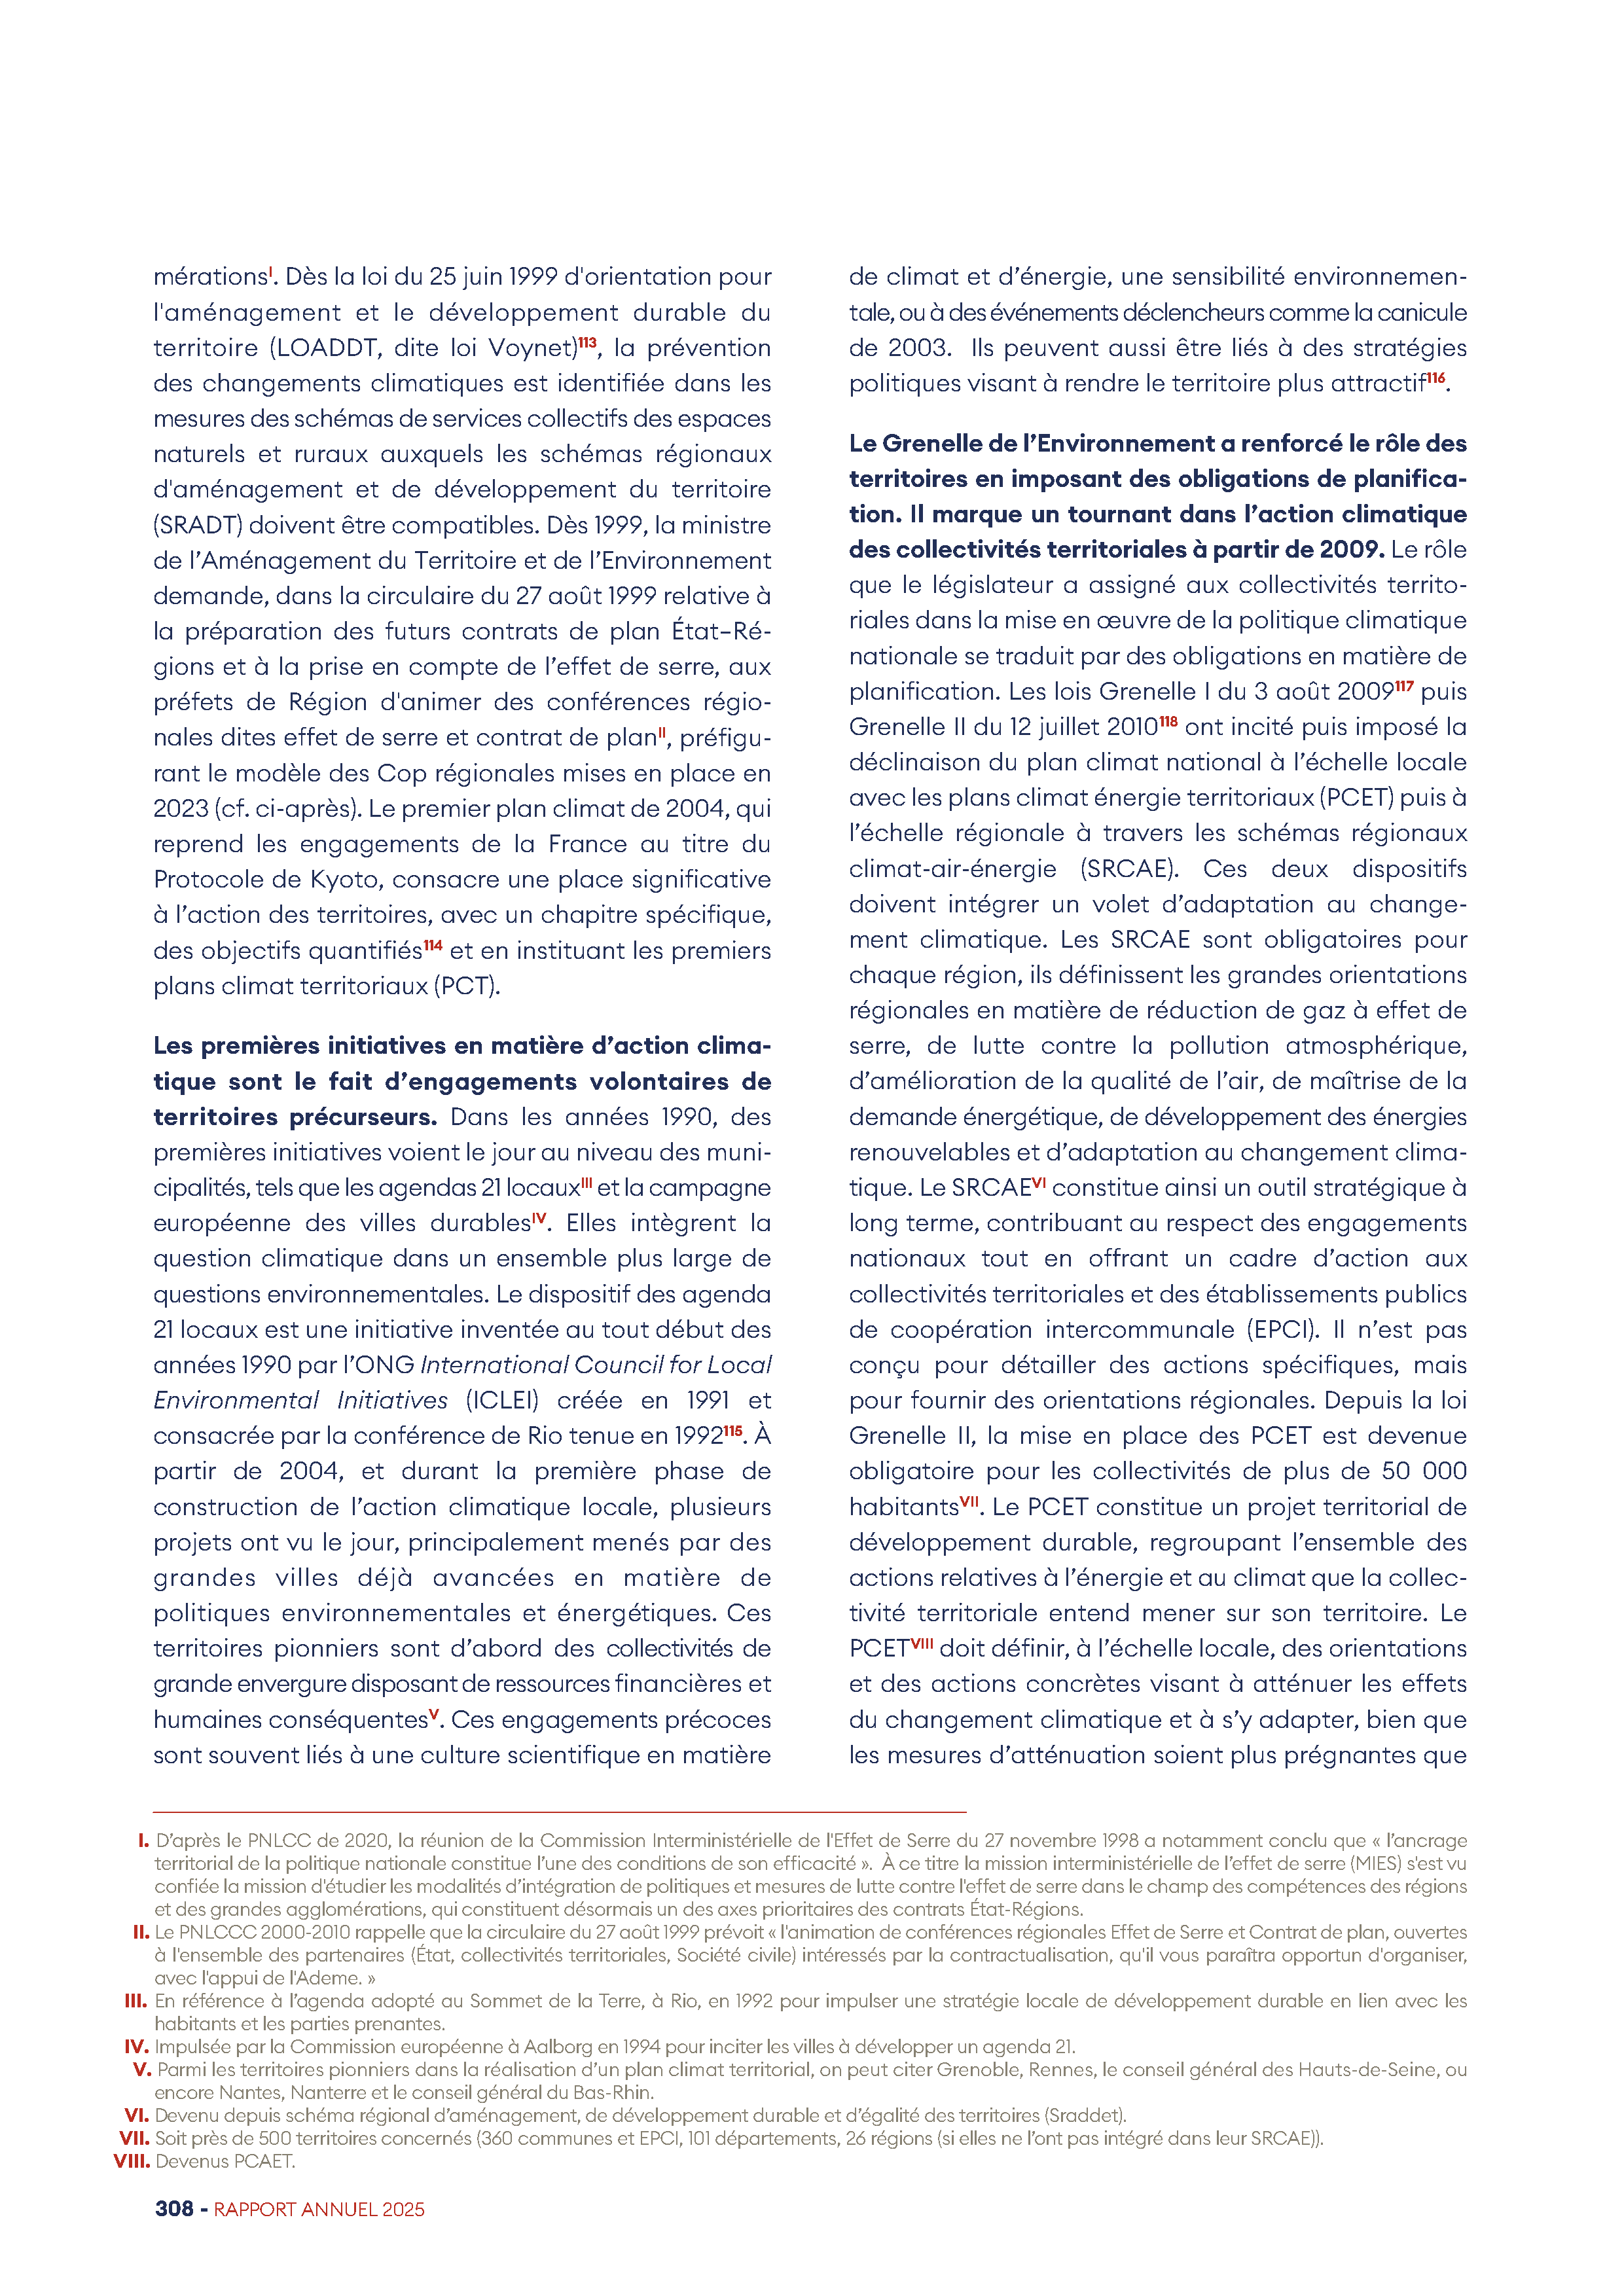 mérationsI. Dès la loi du 25 juin 1999 d'orientation pour
l'aménagement et le développement durable du
territoire (LOADDT, dite loi Voynet)113, la prévention
des changements climatiques est identifiée dans les
mesures des schémas de services collectifs des espaces
naturels et ruraux auxquels les schémas régionaux
d'aménagement et de développement du territoire
(SRADT) doivent être compatibles. Dès 1999, la ministre
de l’Aménagement du Territoire et de l’Environnement
demande, dans la circulaire du 27 août 1999 relative à
la préparation des futurs contrats de plan État–Ré-
gions et à la prise en compte de l’effet de serre, aux
préfets de Région d'animer des conférences régio-
nales dites effet de serre et contrat de planII, préfigu-
rant le modèle des Cop régionales mises en place en
2023 (cf. ci-après). Le premier plan climat de 2004, qui
reprend les engagements de la France au titre du
Protocole de Kyoto, consacre une place significative
à l’action des territoires, avec un chapitre spécifique,
des objectifs quantifiés114 et en instituant les premiers
plans climat territoriaux (PCT).
Les premières initiatives en matière d’action clima-
tique sont le fait d’engagements volontaires de
territoires précurseurs. Dans les années 1990, des
premières initiatives voient le jour au niveau des muni-
cipalités, tels que les agendas 21 locauxIII et la campagne
européenne des villes durablesIV. Elles intègrent la
question climatique dans un ensemble plus large de
questions environnementales. Le dispositif des agenda
21 locaux est une initiative inventée au tout début des
années 1990 par l’ONG International Council for Local
Environmental Initiatives (ICLEI) créée en 1991 et
consacrée par la conférence de Rio tenue en 1992115. À
partir de 2004, et durant la première phase de
construction de l’action climatique locale, plusieurs
projets ont vu le jour, principalement menés par des
grandes villes déjà avancées en matière de
politiques environnementales et énergétiques. Ces
territoires pionniers sont d’abord des collectivités de
grande envergure disposant de ressources financières et
humaines conséquentesV. Ces engagements précoces
sont souvent liés à une culture scientifique en matière
de climat et d’énergie, une sensibilité environnemen-
tale, ou à des événements déclencheurs comme la canicule
de 2003. Ils peuvent aussi être liés à des stratégies
politiques visant à rendre le territoire plus attractif116.
Le Grenelle de l’Environnement a renforcé le rôle des
territoires en imposant des obligations de planifica-
tion. Il marque un tournant dans l’action climatique
des collectivités territoriales à partir de 2009. Le rôle
que le législateur a assigné aux collectivités territo-
riales dans la mise en œuvre de la politique climatique
nationale se traduit par des obligations en matière de
planification. Les lois Grenelle I du 3 août 2009117 puis
Grenelle II du 12 juillet 2010118 ont incité puis imposé la
déclinaison du plan climat national à l’échelle locale
avec les plans climat énergie territoriaux (PCET) puis à
l’échelle régionale à travers les schémas régionaux
climat-air-énergie (SRCAE). Ces deux dispositifs
doivent intégrer un volet d’adaptation au change-
ment climatique. Les SRCAE sont obligatoires pour
chaque région, ils définissent les grandes orientations
régionales en matière de réduction de gaz à effet de
serre, de lutte contre la pollution atmosphérique,
d’amélioration de la qualité de l’air, de maîtrise de la
demande énergétique, de développement des énergies
renouvelables et d’adaptation au changement clima-
tique. Le SRCAEVI constitue ainsi un outil stratégique à
long terme, contribuant au respect des engagements
nationaux tout en offrant un cadre d’action aux
collectivités territoriales et des établissements publics
de coopération intercommunale (EPCI). Il n’est pas
conçu pour détailler des actions spécifiques, mais
pour fournir des orientations régionales. Depuis la loi
Grenelle II, la mise en place des PCET est devenue
obligatoire pour les collectivités de plus de 50 000
habitantsVII. Le PCET constitue un projet territorial de
développement durable, regroupant l’ensemble des
actions relatives à l’énergie et au climat que la collec-
tivité territoriale entend mener sur son territoire. Le
PCETVIII doit définir, à l’échelle locale, des orientations
et des actions concrètes visant à atténuer les effets
du changement climatique et à s’y adapter, bien que
les mesures d’atténuation soient plus prégnantes que
I. D’après le PNLCC de 2020, la réunion de la Commission Interministérielle de l'Effet de Serre du 27 novembre 1998 a notamment conclu que « l’ancrage
territorial de la politique nationale constitue l’une des conditions de son efficacité ». À ce titre la mission interministérielle de l’effet de serre (MIES) s'est vu
confiée la mission d'étudier les modalités d’intégration de politiques et mesures de lutte contre l'effet de serre dans le champ des compétences des régions
et des grandes agglomérations, qui constituent désormais un des axes prioritaires des contrats État-Régions.
II. Le PNLCCC 2000-2010 rappelle que la circulaire du 27 août 1999 prévoit « l'animation de conférences régionales Effet de Serre et Contrat de plan, ouvertes
à l'ensemble des partenaires (État, collectivités territoriales, Société civile) intéressés par la contractualisation, qu'il vous paraîtra opportun d'organiser,
avec l'appui de l'Ademe. »
III. En référence à l’agenda adopté au Sommet de la Terre, à Rio, en 1992 pour impulser une stratégie locale de développement durable en lien avec les
habitants et les parties prenantes.
IV. Impulsée par la Commission européenne à Aalborg en 1994 pour inciter les villes à développer un agenda 21.
V. Parmi les territoires pionniers dans la réalisation d’un plan climat territorial, on peut citer Grenoble, Rennes, le conseil général des Hauts-de-Seine, ou
encore Nantes, Nanterre et le conseil général du Bas-Rhin.
VI. Devenu depuis schéma régional d’aménagement, de développement durable et d’égalité des territoires (Sraddet).
VII. Soit près de 500 territoires concernés (360 communes et EPCI, 101 départements, 26 régions (si elles ne l’ont pas intégré dans leur SRCAE)).
VIII. Devenus PCAET.
308 - RAPPORT ANNUEL 2025